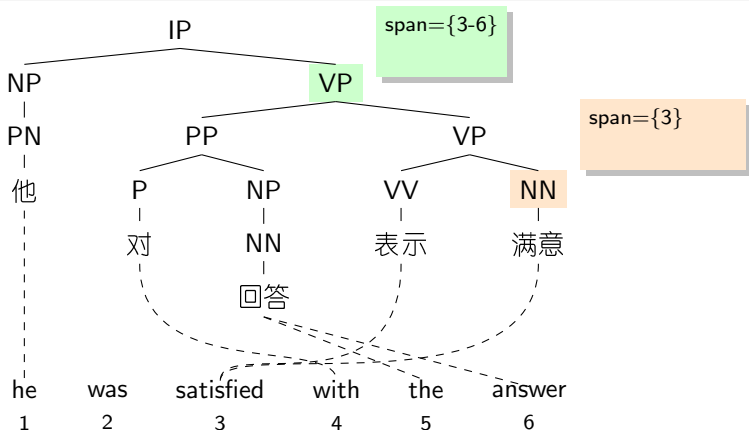 IP
span={3-6}
NP VP
span={3}
PN PP VP
他 P NP VV NN
对 NN 表示 满意
回答
he was satisfied with the answer
1 2 3 4 5 6